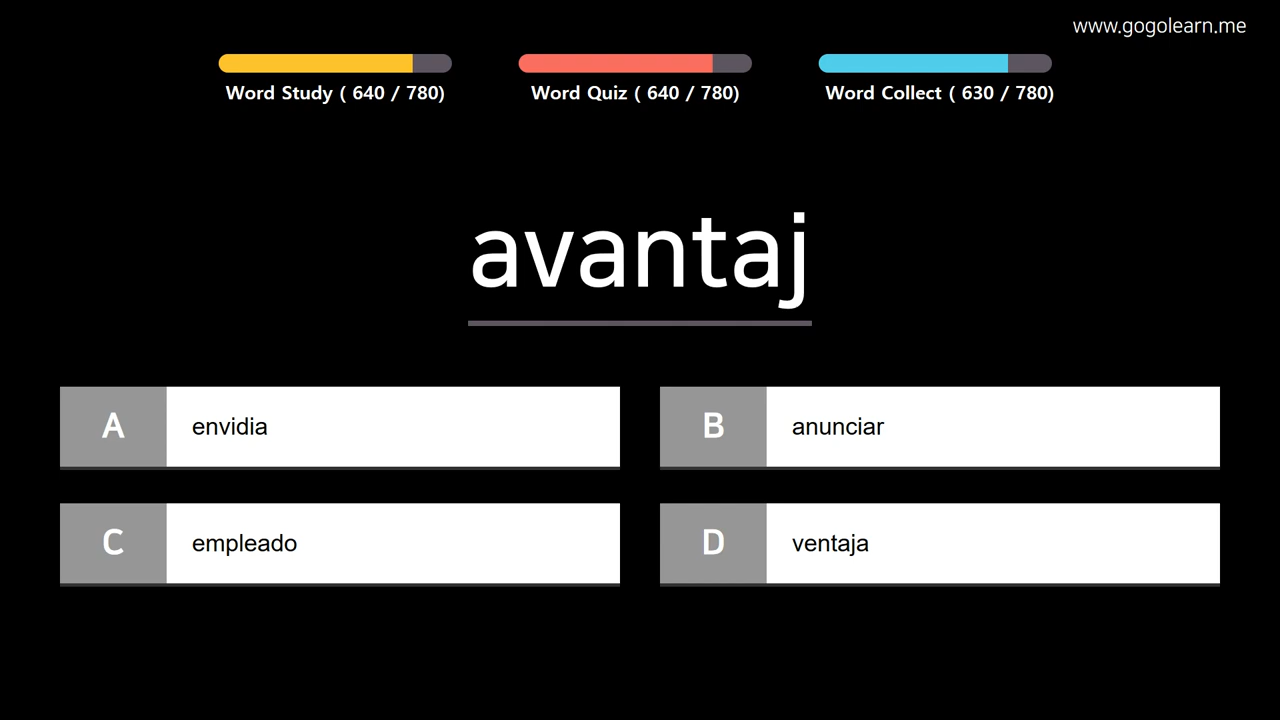 www.gogolearn.me
Word Study ( 640 / 780)
Word Quiz ( 640 / 780)
Word Collect ( 630 / 780)
avantaj
A envidia
B anunciar
C empleado
D ventaja